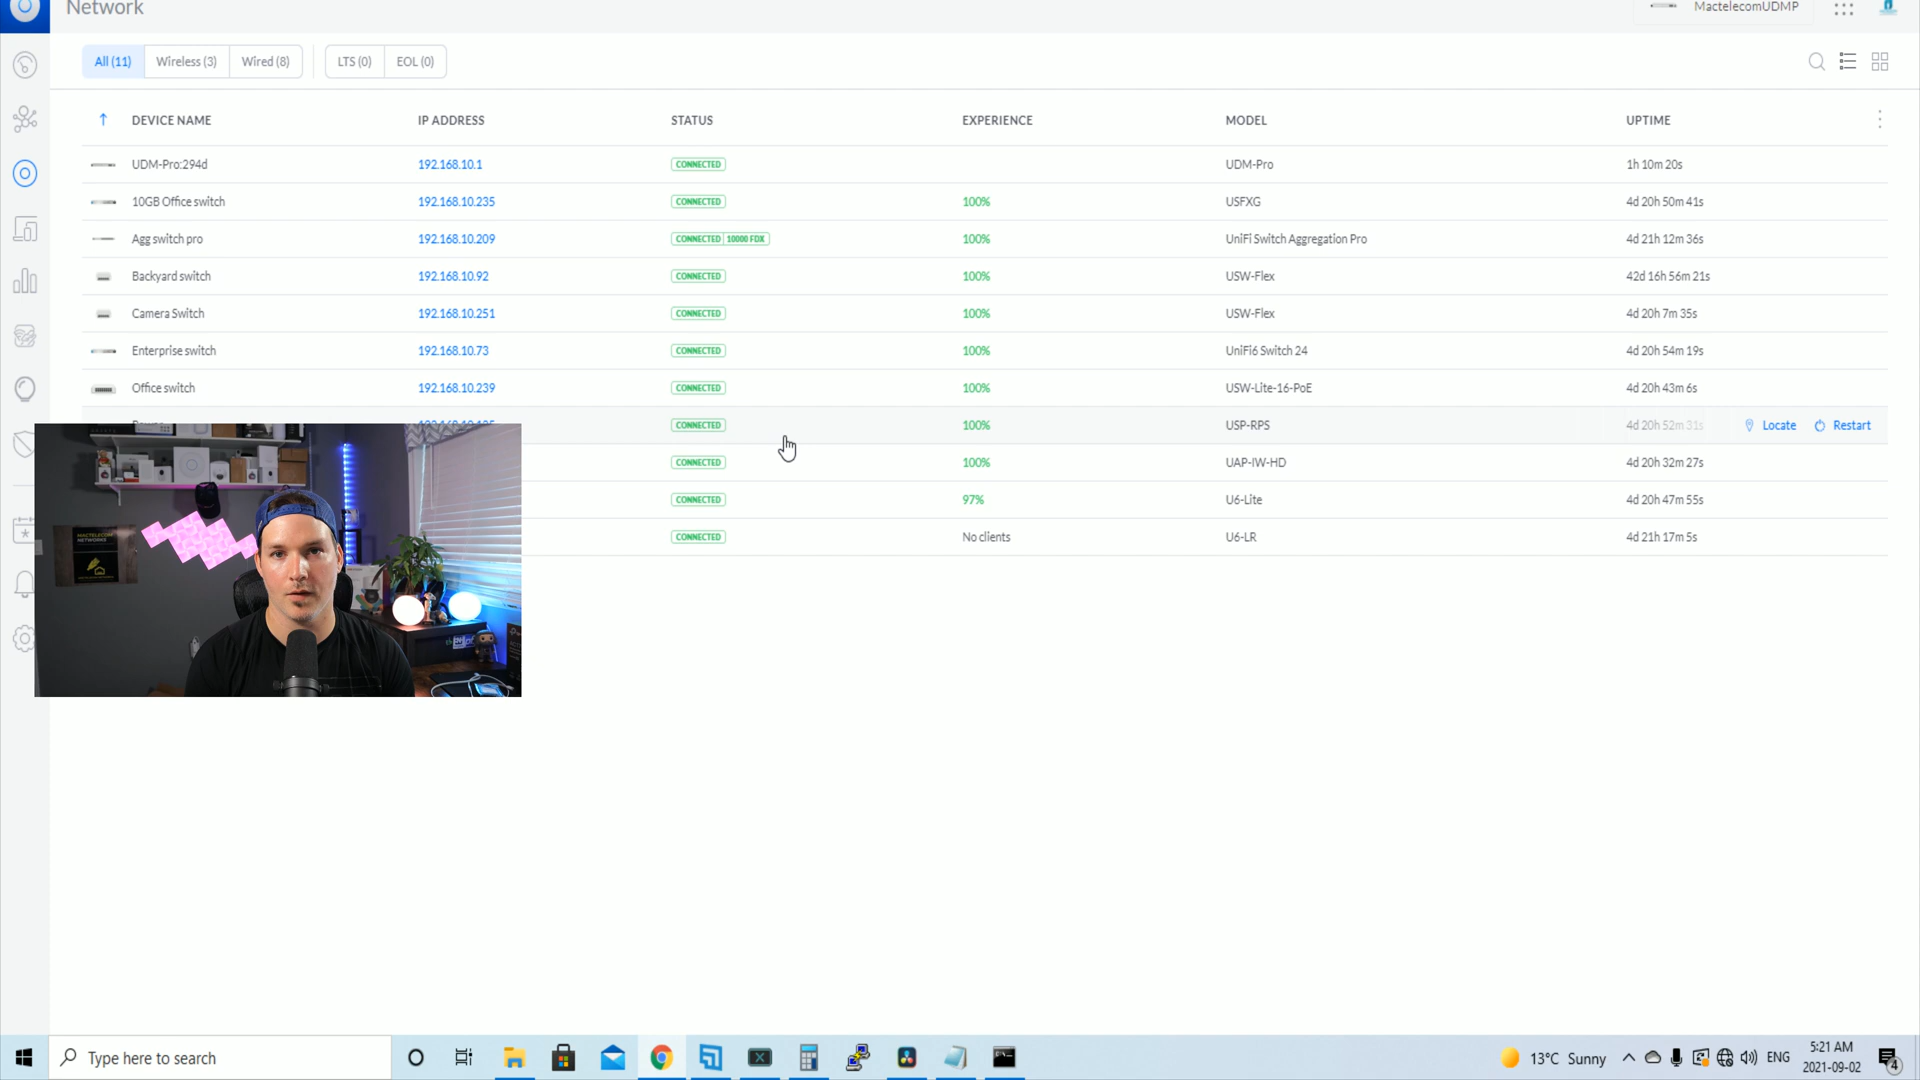 Network
MactelecomUDMP
All (11) Wireless (3) Wired (8) LTS (0) EOL (0)
DEVICE NAME IP ADDRESS STATUS EXPERIENCE MODEL UPTIME
UDM-Pro:294d 192.168.10.1 CONNECTED UDM-Pro 1h 10m 20s
10GB Office switch 192.168.10.235 CONNECTED 100% USFXG 4d 20h 50m 41s
Agg switch pro 192.168.10.209 CONNECTED 10000 FDX 100% UniFi Switch Aggregation Pro 4d 21h 12m 36s
Backyard switch 192.168.10.92 CONNECTED 100% USW-Flex 42d 16h 56m 21s
Camera Switch 192.168.10.251 CONNECTED 100% USW-Flex 4d 20h 7m 35s
Enterprise switch 192.168.10.73 CONNECTED 100% UniFi6 Switch 24 4d 20h 54m 19s
Office switch 192.168.10.239 CONNECTED 100% USW-Lite-16-PoE 4d 20h 43m 6s
CONNECTED 100% USP-RPS 4d 20h 52m 31s Locate Restart
CONNECTED 100% UAP-IW-HD 4d 20h 32m 27s
CONNECTED 97% U6-Lite 4d 20h 47m 55s
CONNECTED No clients U6-LR 4d 21h 17m 5s
MACTELECOM
NETWORKS
Type here to search
13°C Sunny
ENG
5:21 AM
2021-09-02
4